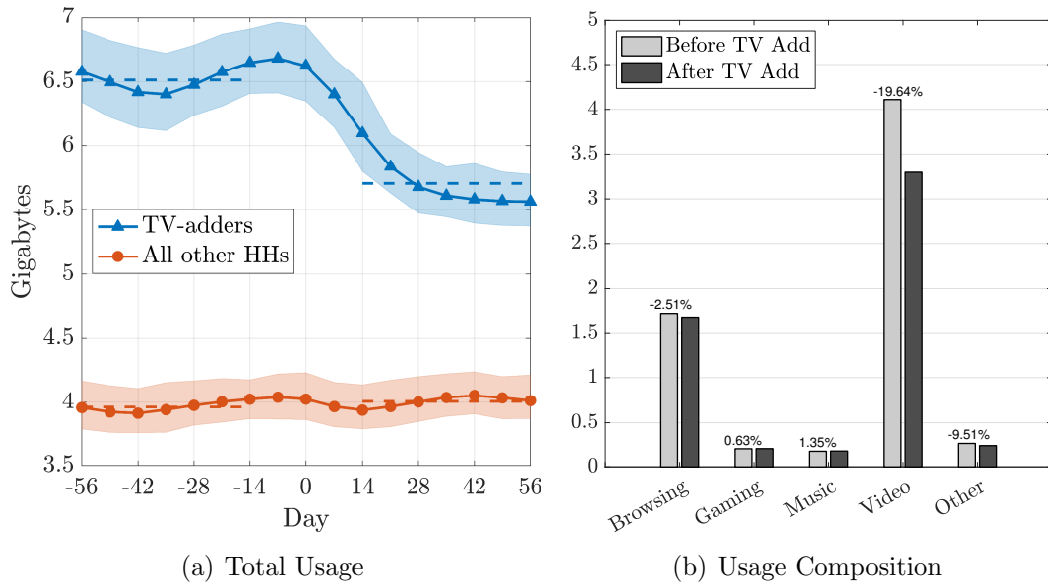 7
6.5
6
5.5
5
4.5
4
3.5
Gigabytes
TV-adders
All other HHs
-56 -42 -28 -14 0 14 28 42 56
Day
(a) Total Usage
5
4.5
4
3.5
3
2.5
2
1.5
1
0.5
0
Before TV Add
After TV Add
-2.51%
0.63%
1.35%
-19.64%
-9.51%
Browsing
Gaming
Music
Video
Other
(b) Usage Composition